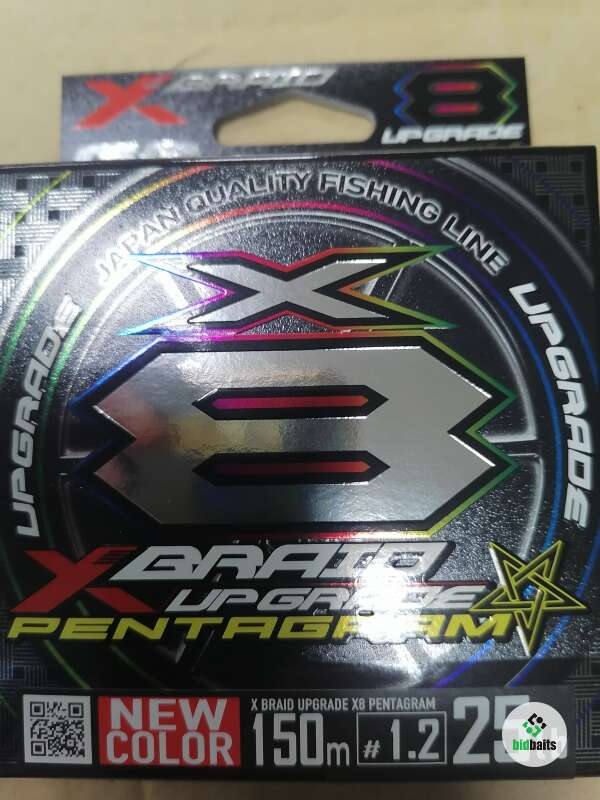 X BRAID 8
UPGRADE
JAPAN QUALITY FISHING LINE
UPGRADE
UPGRADE
X
8
X BRAID
UPGRADE
PENTAGRAM
NEW
COLOR
X BRAID UPGRADE X8 PENTAGRAM
150m #1.2 25
bidbaits